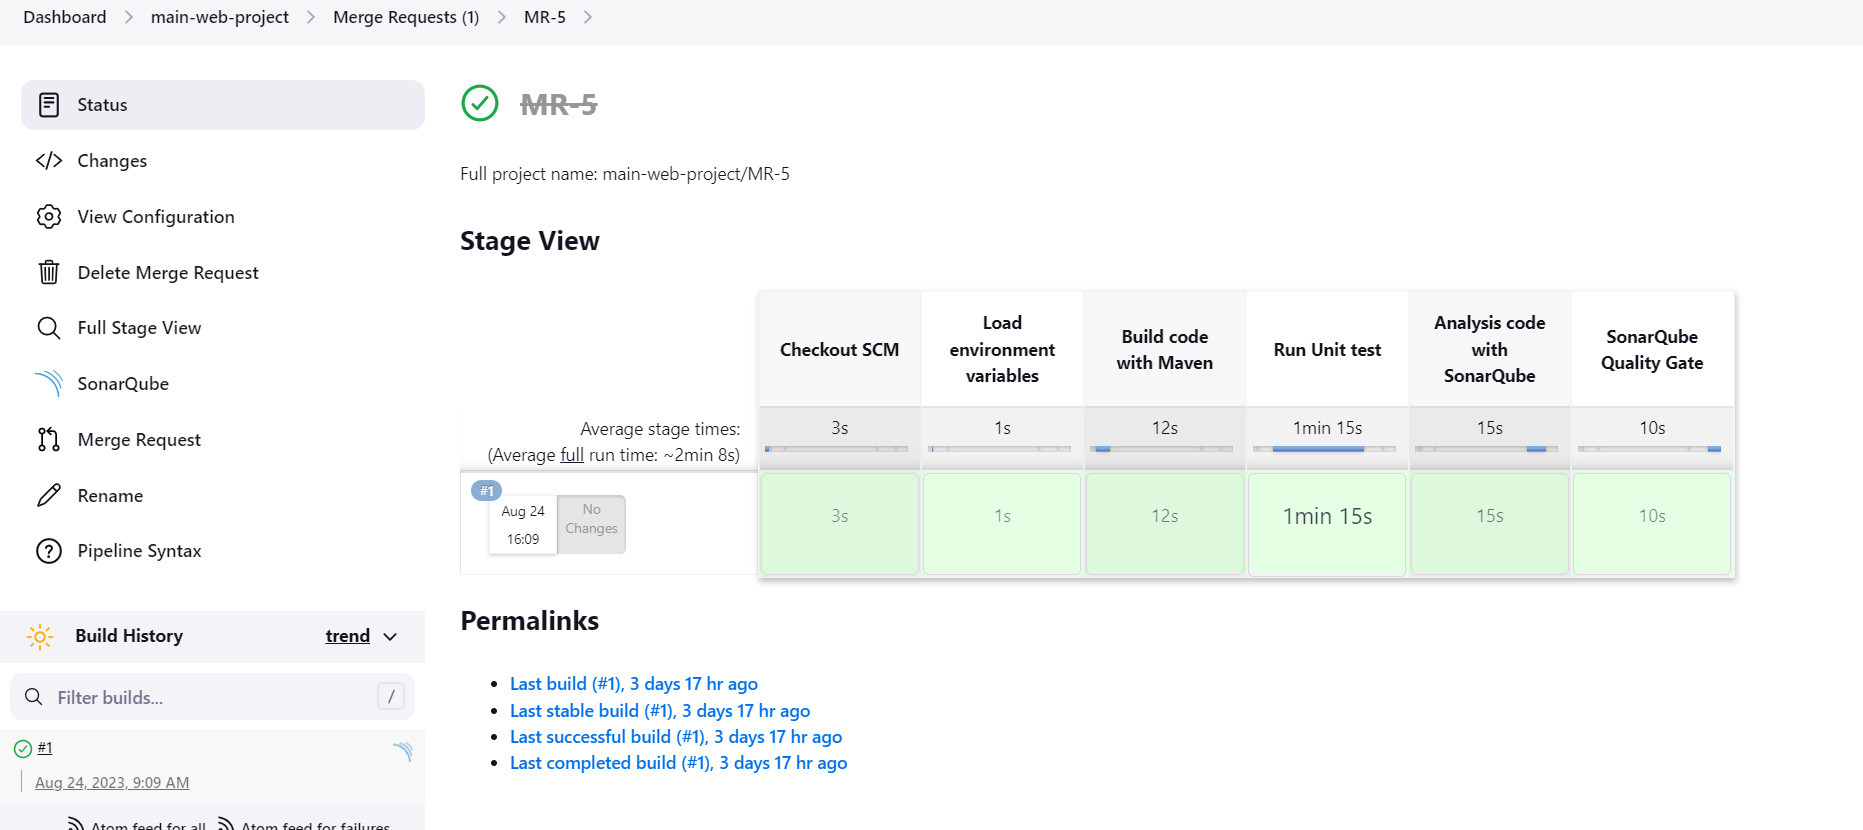 Dashboard main-web-project Merge Requests (1) MR-5
Status
Changes
View Configuration
Delete Merge Request
Full Stage View
SonarQube
Merge Request
Rename
Pipeline Syntax
Build History trend
Filter builds... /
#1
Aug 24, 2023, 9:09 AM
Atom feed for all Atom feed for failures
MR-5
Full project name: main-web-project/MR-5
Stage View
Checkout SCM
Load
environment
variables
Build code
with Maven
Run Unit test
Analysis code
with
SonarQube
SonarQube
Quality Gate
Average stage times:
(Average full run time: ~2min 8s)
3s 1s 12s 1min 15s 15s 10s
#1
Aug 24
16:09
No
Changes
3s 1s 12s 1min 15s 15s 10s
Permalinks
Last build (#1), 3 days 17 hr ago
Last stable build (#1), 3 days 17 hr ago
Last successful build (#1), 3 days 17 hr ago
Last completed build (#1), 3 days 17 hr ago